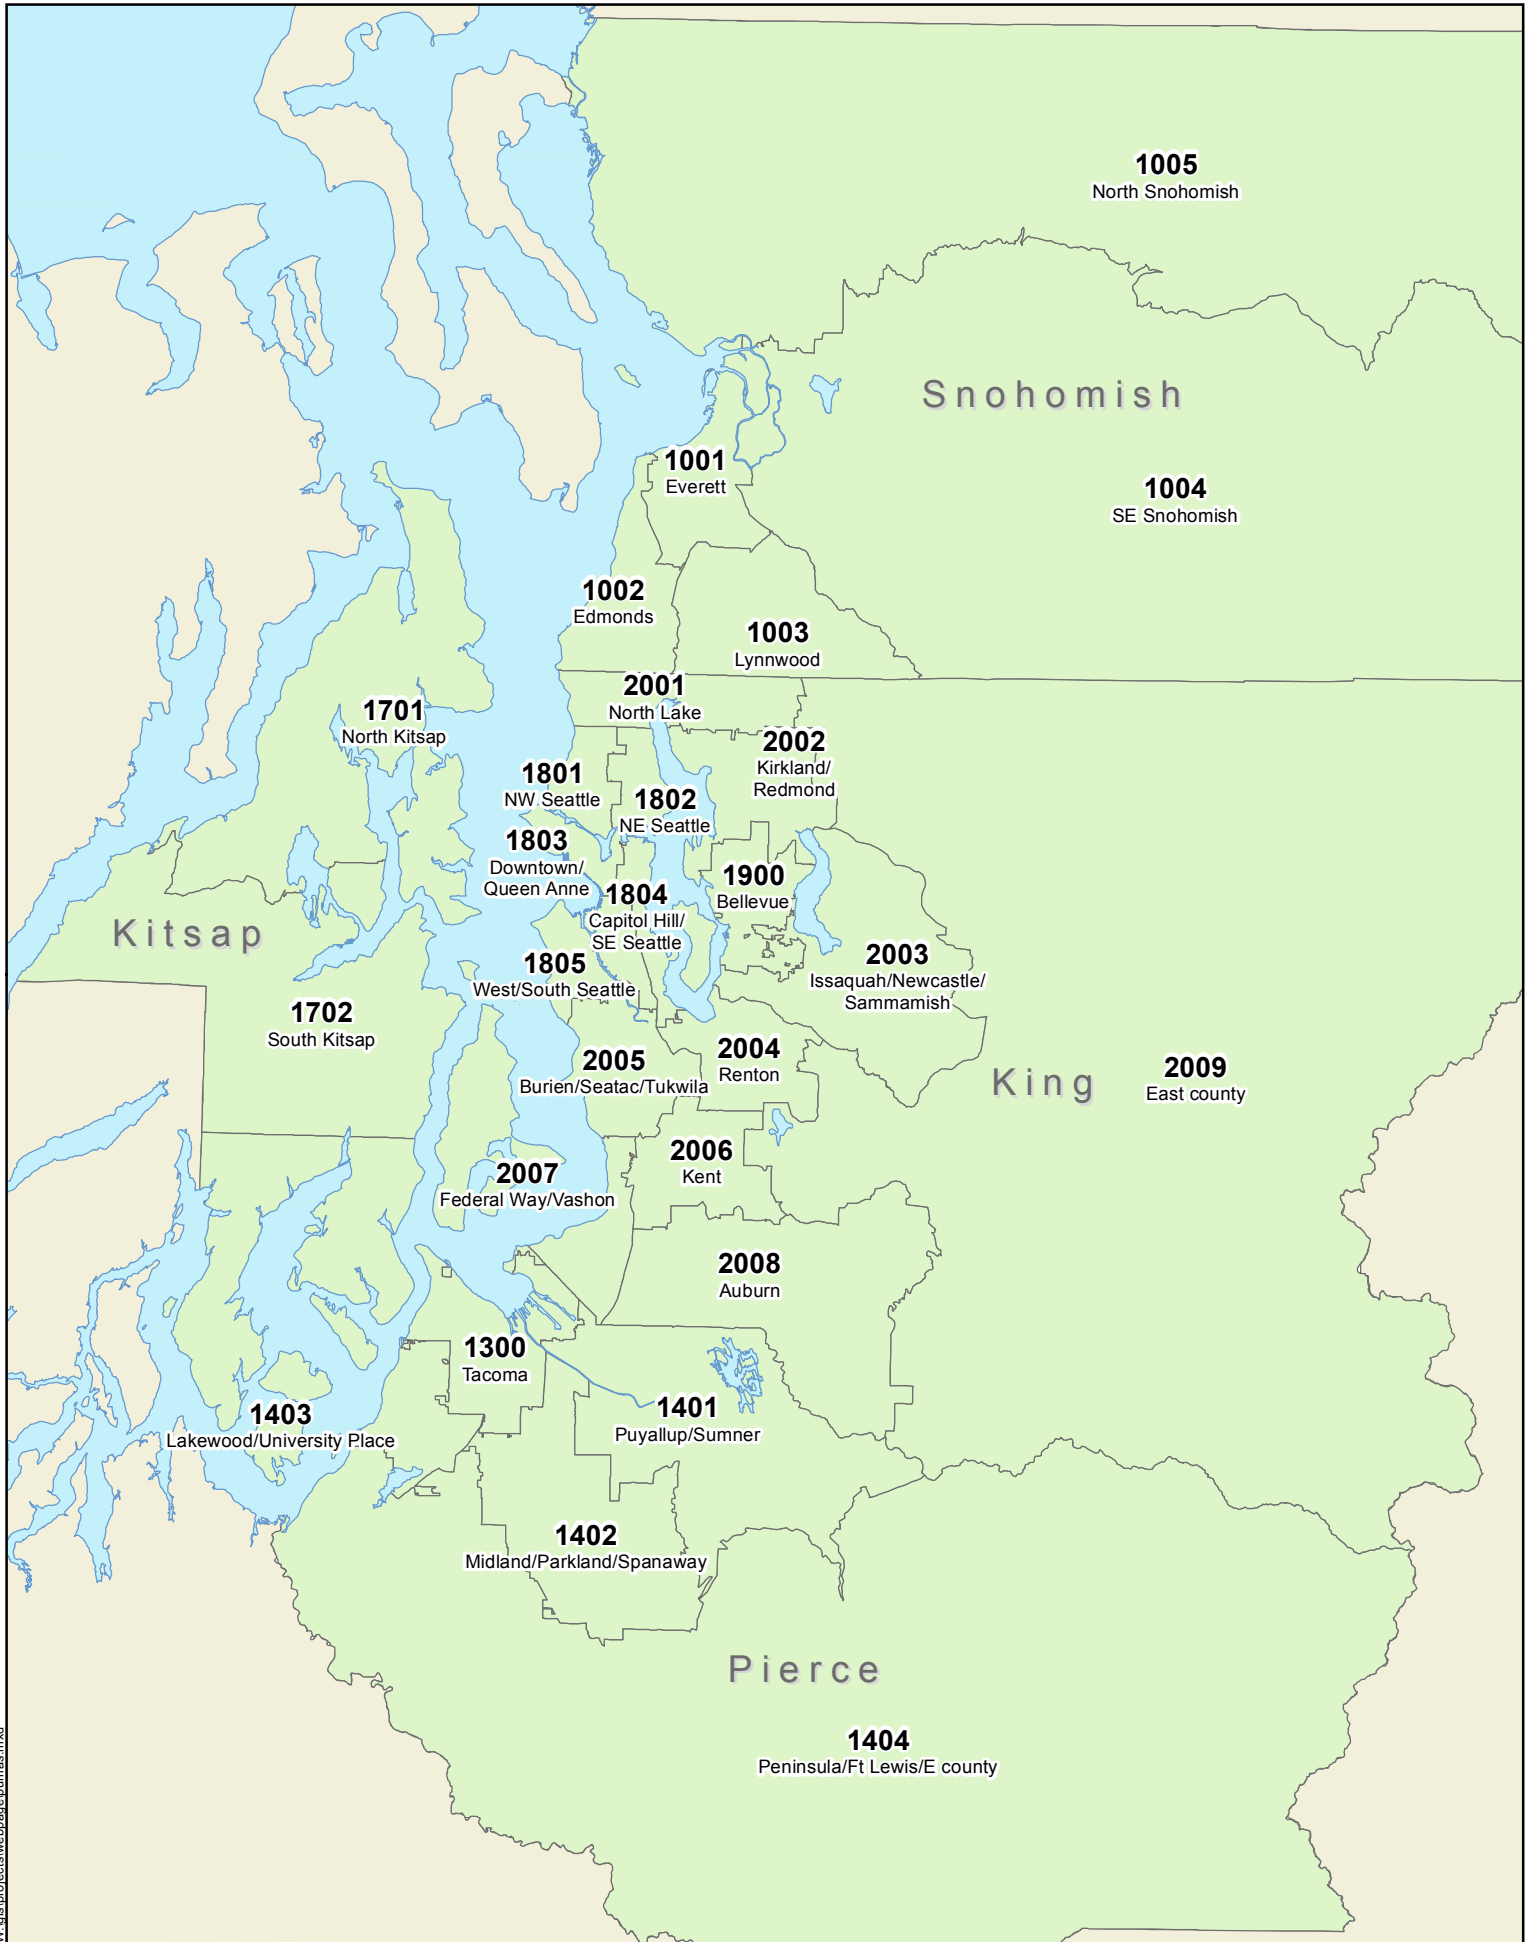 1005
North Snohomish
Snohomish
1001
Everett
1004
SE Snohomish
1002
Edmonds
1003
Lynnwood
2001
North Lake
1701
North Kitsap
2002
Kirkland/
Redmond
1801
NW Seattle
1802
NE Seattle
1803
Downtown/
Queen Anne
1804
Capitol Hill/
SE Seattle
1900
Bellevue
Kitsap
1805
West/South Seattle
2003
Issaquah/Newcastle/
Sammamish
1702
South Kitsap
2005
Burien/Seatac/Tukwila
2004
Renton
King
2009
East county
2006
Kent
2007
Federal Way/Vashon
2008
Auburn
1300
Tacoma
1403
Lakewood/University Place
1401
Puyallup/Sumner
1402
Midland/Parkland/Spanaway
Pierce
1404
Peninsula/Ft Lewis/E county